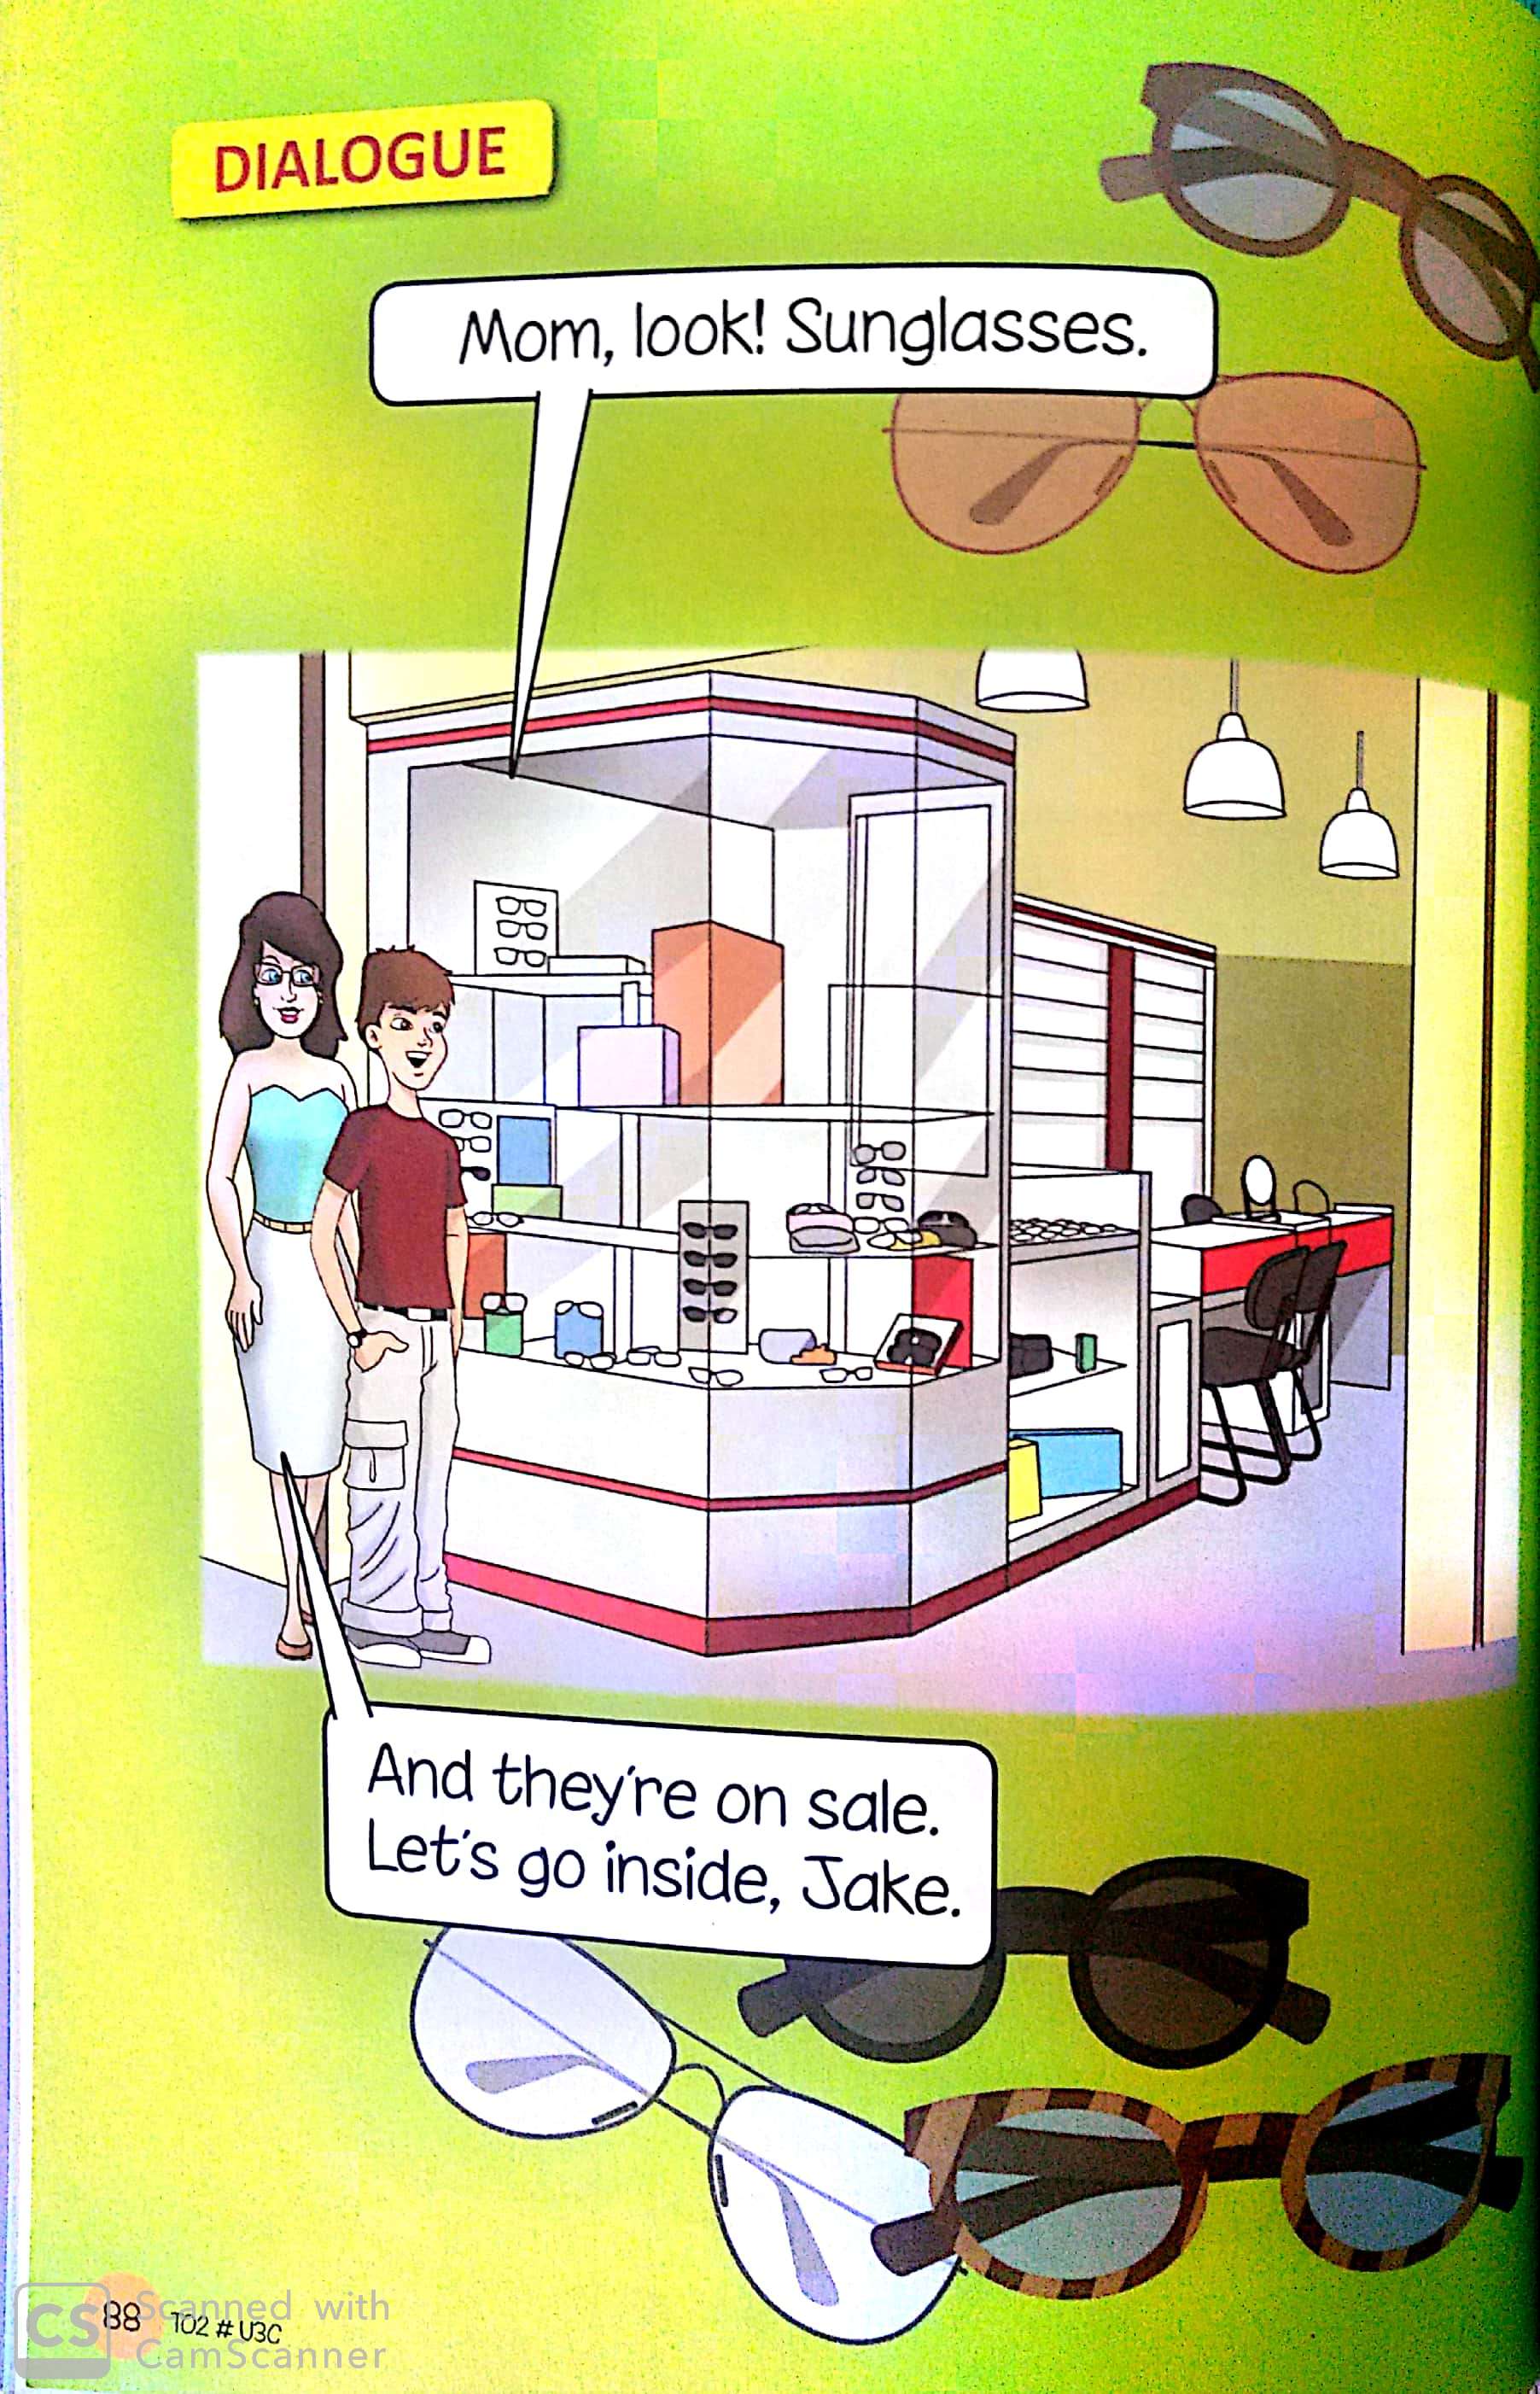 DIALOGUE
Mom, look! Sunglasses.
And they're on sale.
Let's go inside, Jake.
88 TO2 # U3C
CS Scanned with
CamScanner